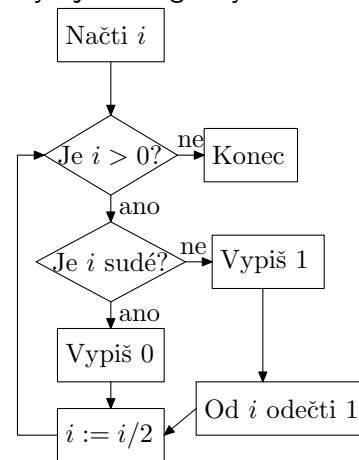 Načti i
Je i > 0?
ne
Konec
ano
Je i sudé?
ne
Vypiš 1
ano
Vypiš 0
Od i odečti 1
i := i/2